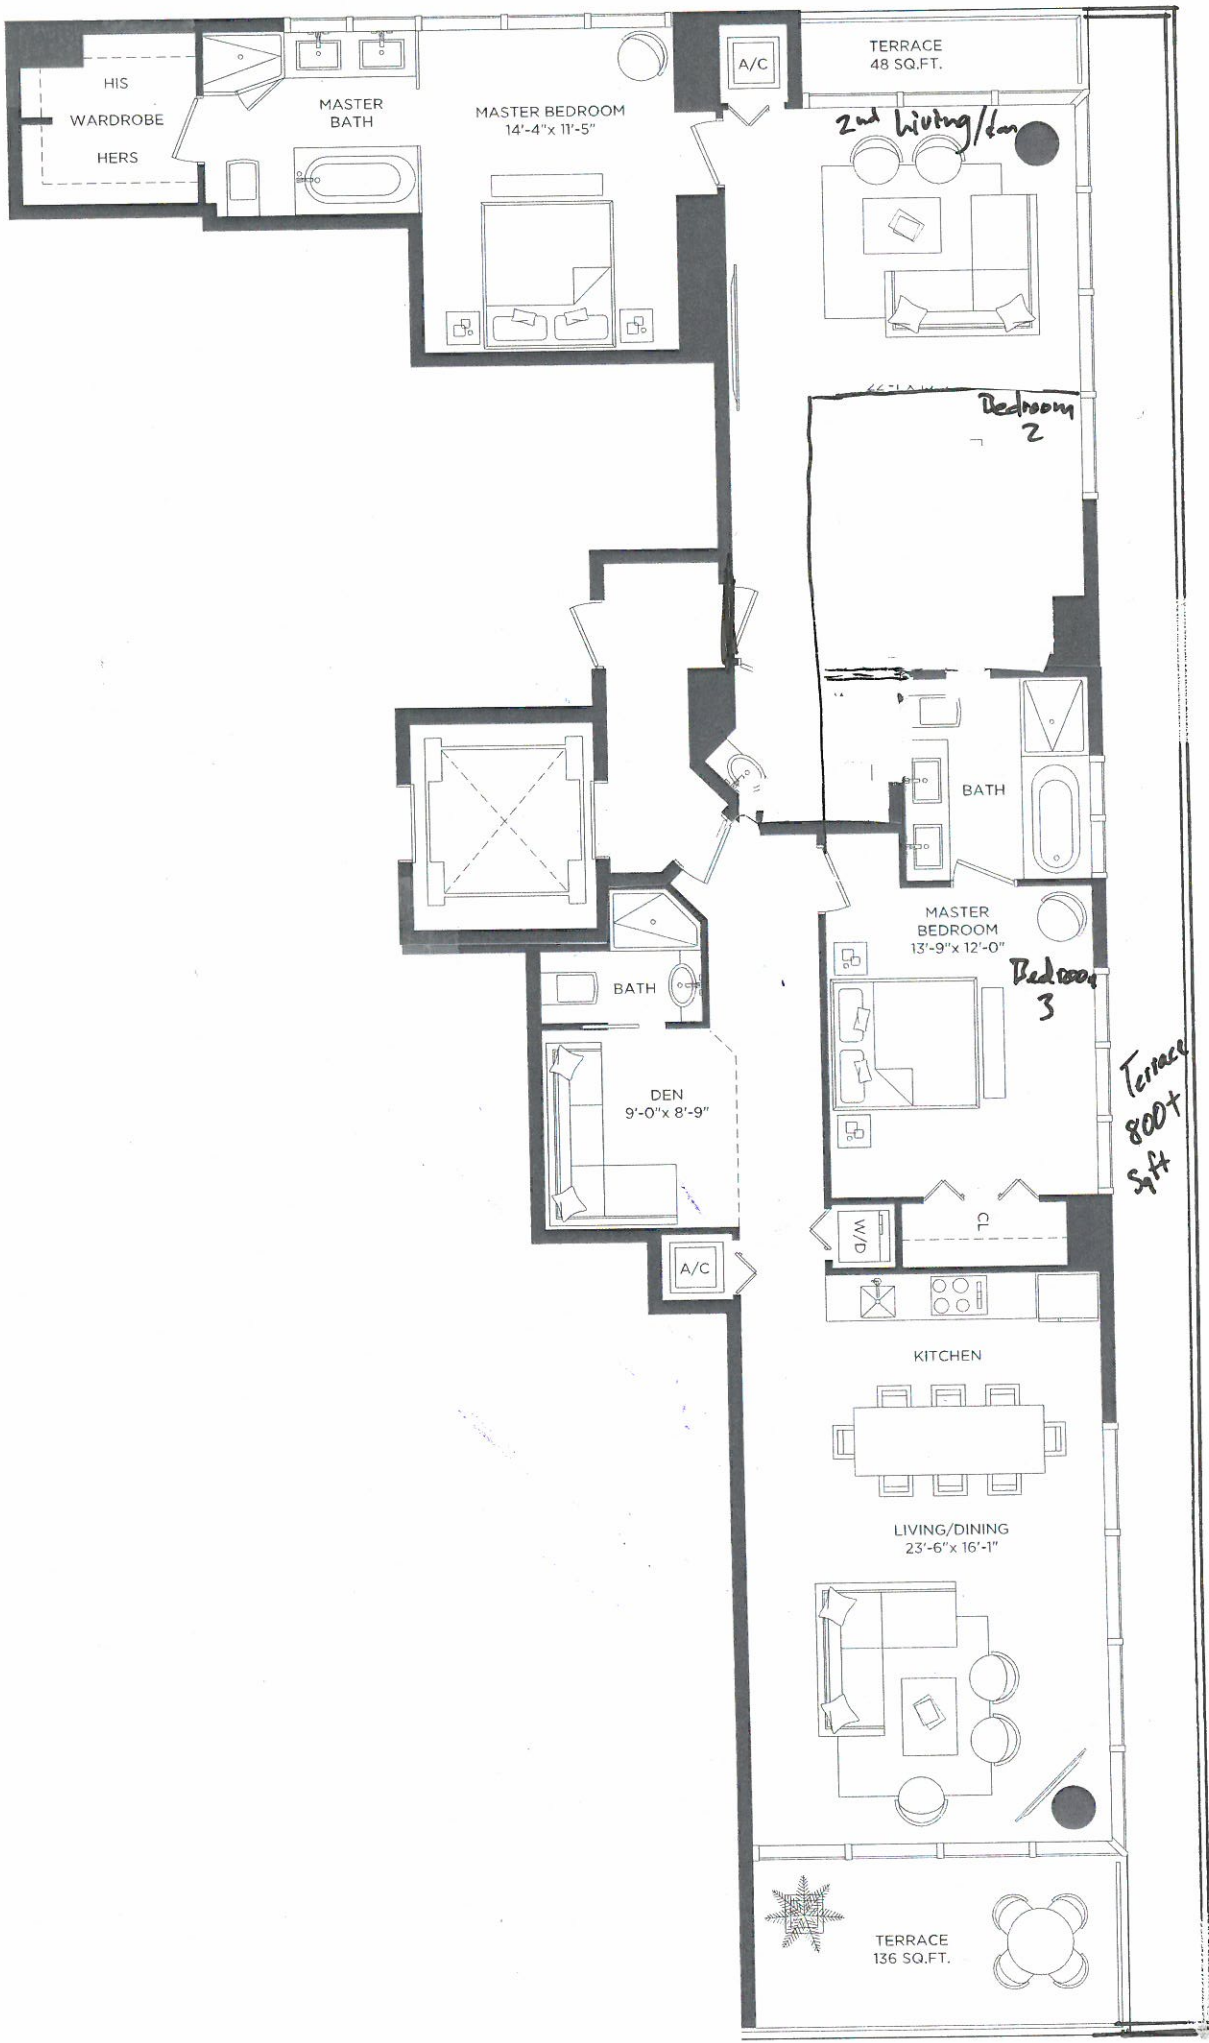 TERRACE
48 SQ.FT.
A/C
HIS
WARDROBE
HERS
MASTER
BATH
MASTER BEDROOM
14'-4"x 11'-5"
2nd Living/den
Bedroom
2
BATH
MASTER
BEDROOM
13'-9"x 12'-0"
Bedroom
3
BATH
DEN
9'-0"x 8'-9"
Terrace
800+
Sqft
CL
W/D
A/C
KITCHEN
LIVING/DINING
23'-6"x 16'-1"
TERRACE
136 SQ.FT.